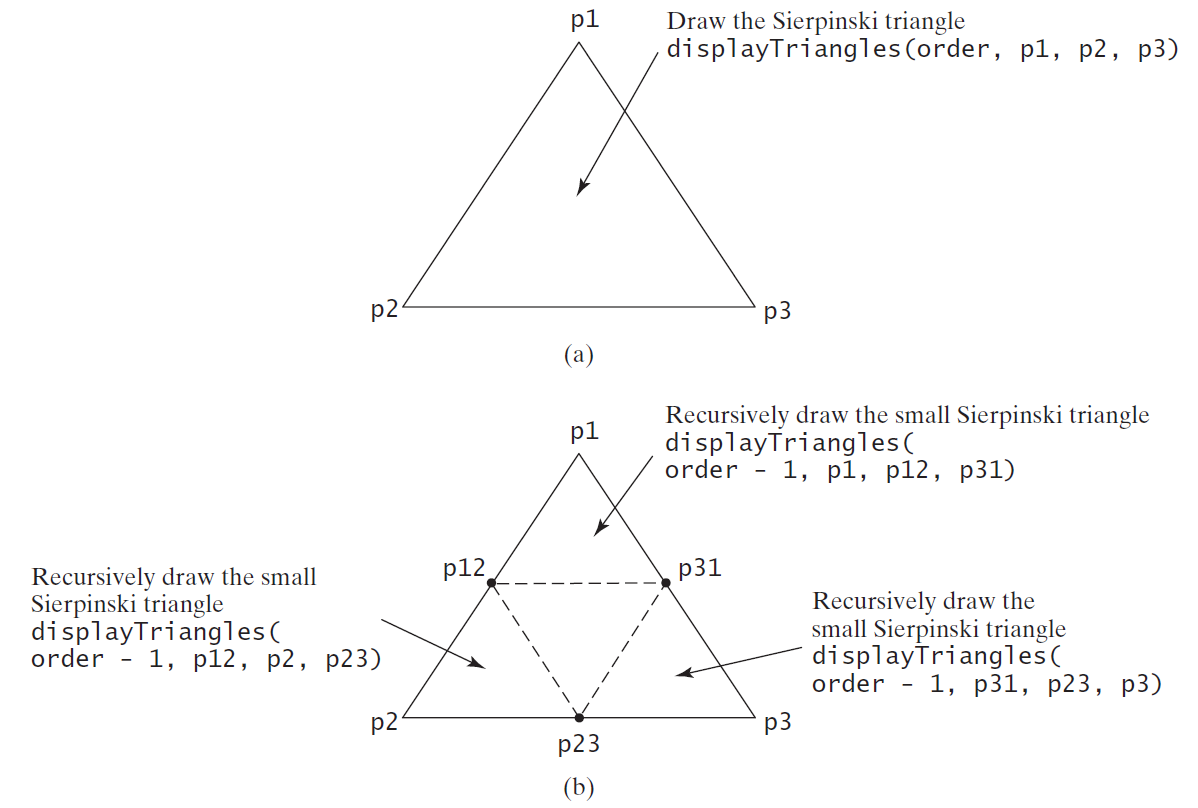 p1
Draw the Sierpinski triangle
displayTriangles(order, p1, p2, p3)
p2
p3
(a)
Recursively draw the small Sierpinski triangle
displayTriangles(
order - 1, p1, p12, p31)
p1
p12
p31
Recursively draw the small
Sierpinski triangle
displayTriangles(
order - 1, p12, p2, p23)
Recursively draw the
small Sierpinski triangle
displayTriangles(
order - 1, p31, p23, p3)
p2
p3
p23
(b)